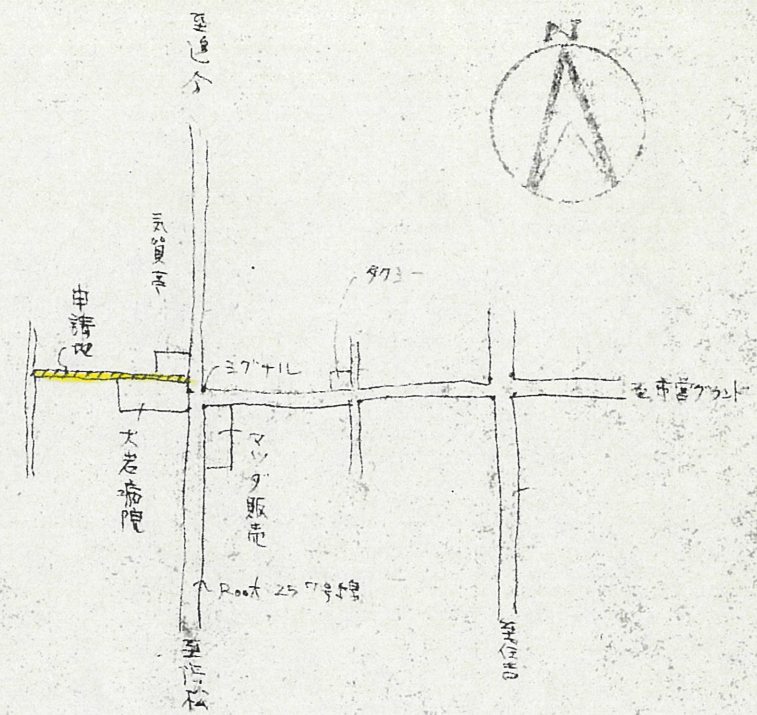 至追分
N
気賀亭
タクミー
申請地
シグナル
至市営グランド
大岩病院
マツダ販売
Root 257号線
至浜松
至住吉